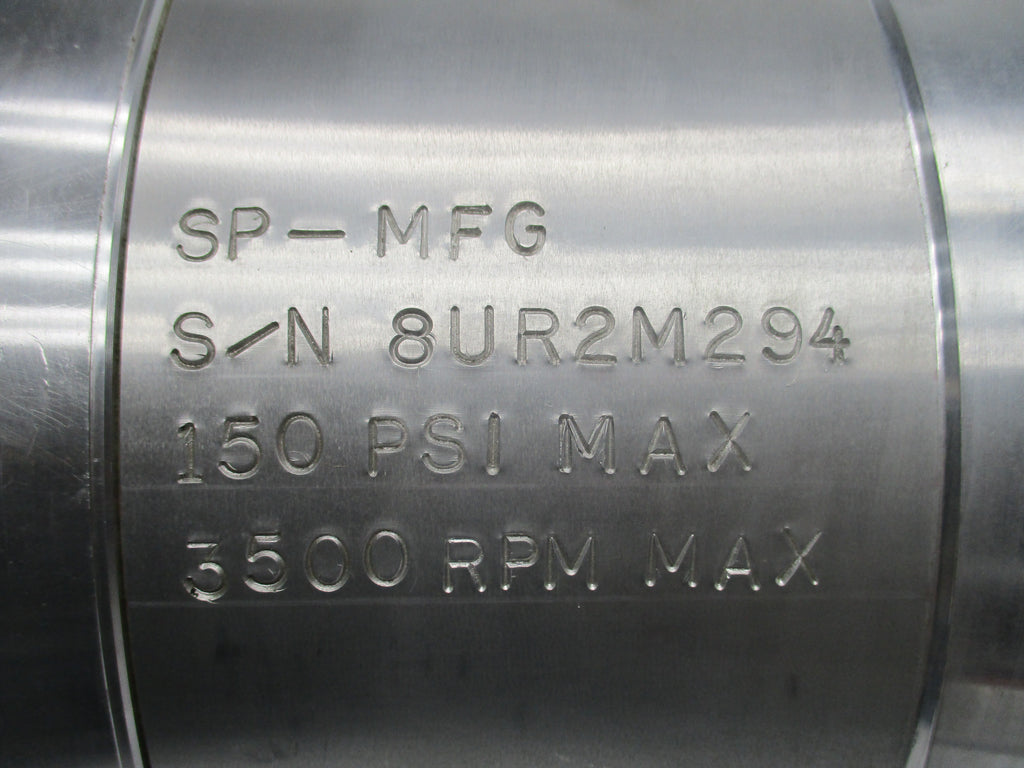 SP-MFG
S/N 8UR2M294
150 PSI MAX
3500 RPM MAX